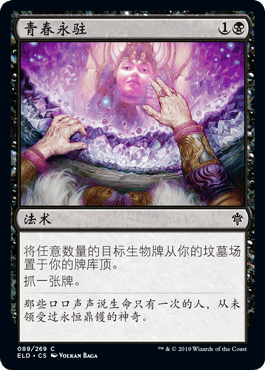 青春永驻 1
法术
将任意数量的目标生物牌从你的坟墓场
置于你的牌库顶。
抓一张牌。
那些口口声声说生命只有一次的人，从未
领受过永恒鼎镬的神奇。
089/269 C
ELD • CS VOLKAN BAĞA
™ & © 2019 Wizards of the Coast